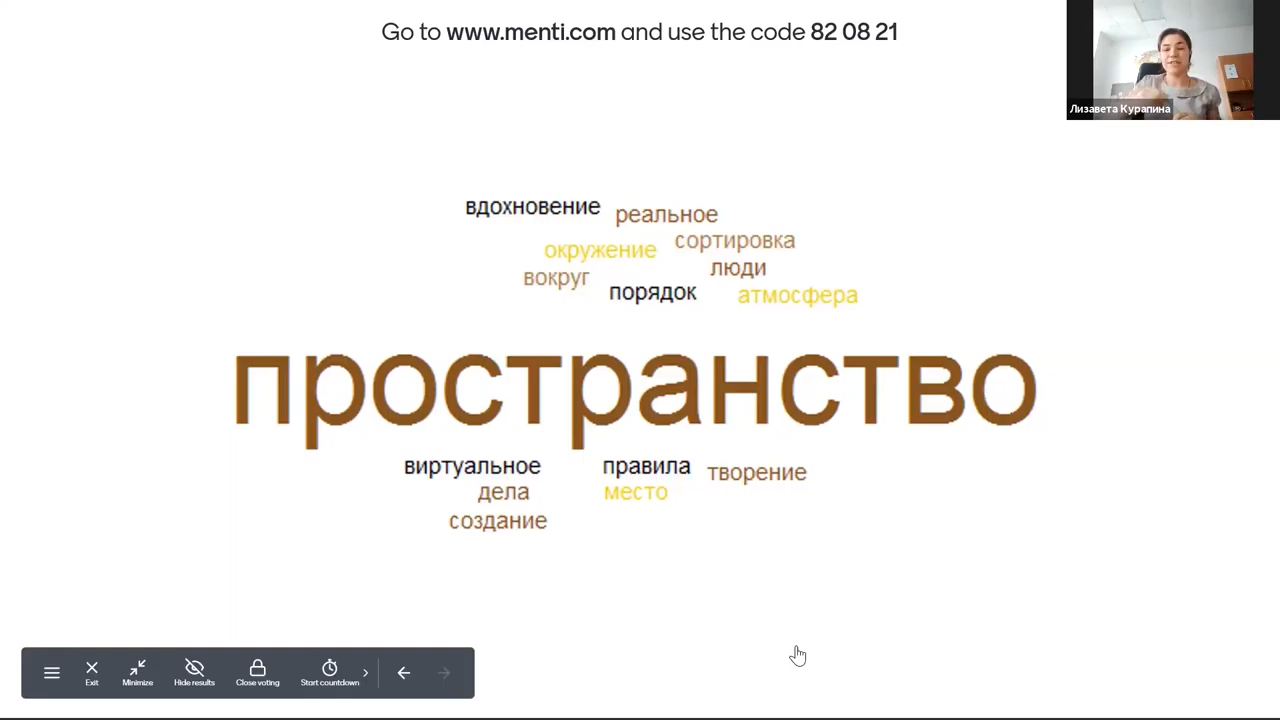 Go to www.menti.com and use the code 82 08 21
Лизавета Курапина
вдохновение
реальное
окружение
сортировка
вокруг
люди
порядок
атмосфера
пространство
виртуальное
правила
творение
дела
место
создание
Exit
Minimize
Hide results
Close voting
Start countdown